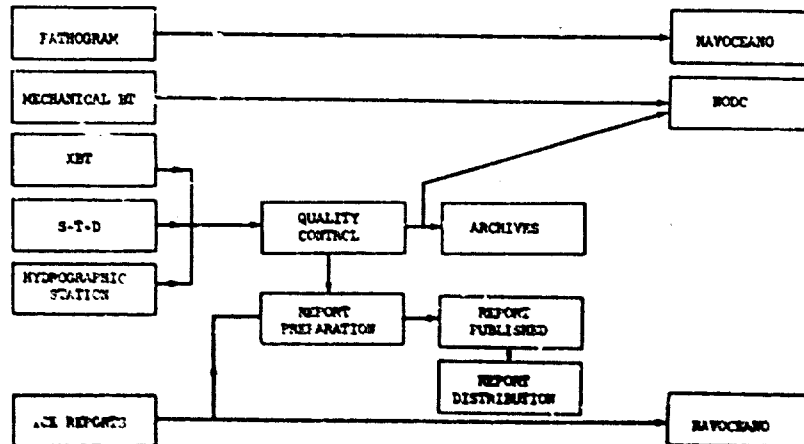 FATHOGRAM
NAVOCEANO
MECHANICAL BT
NODC
XBT
S-T-D
QUALITY
CONTROL
ARCHIVES
HYDROGRAPHIC
STATION
REPORT
PREPARATION
REPORT
PUBLISHED
REPORT
DISTRIBUTION
ICE REPORTS
NAVOCEANO